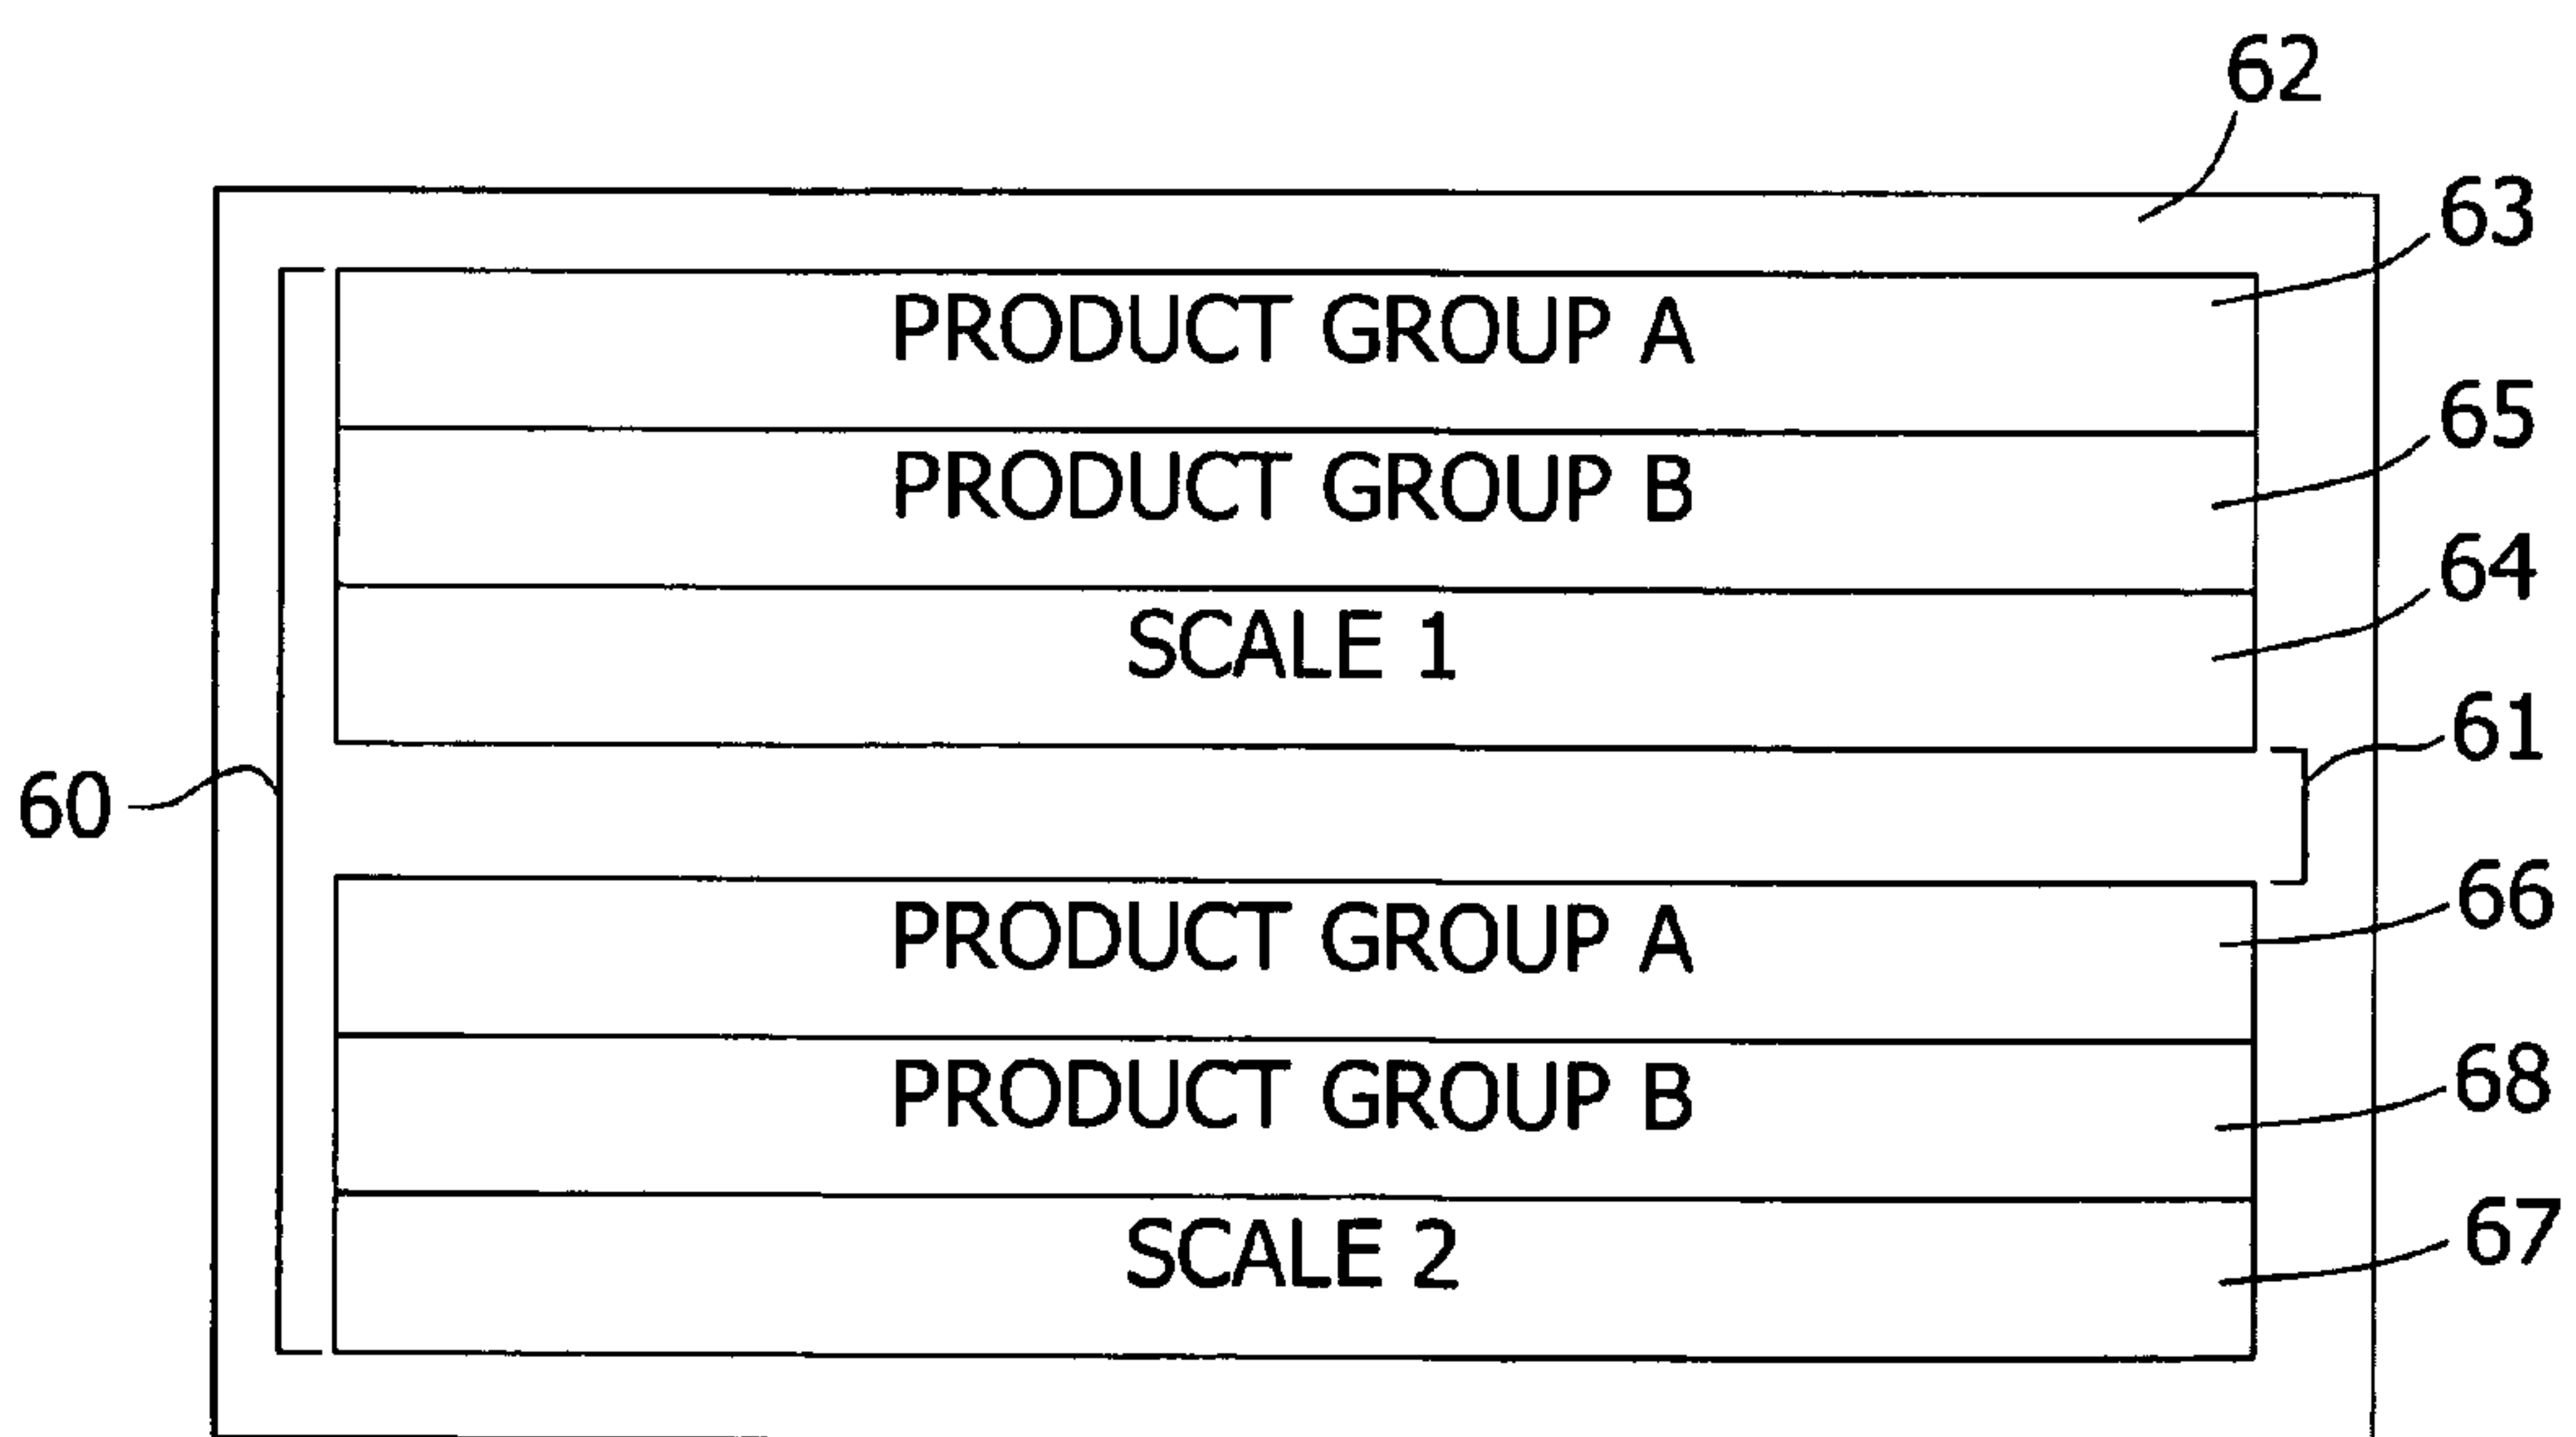 62
63
PRODUCT GROUP A
65
PRODUCT GROUP B
64
SCALE 1
61
60
66
PRODUCT GROUP A
68
PRODUCT GROUP B
67
SCALE 2